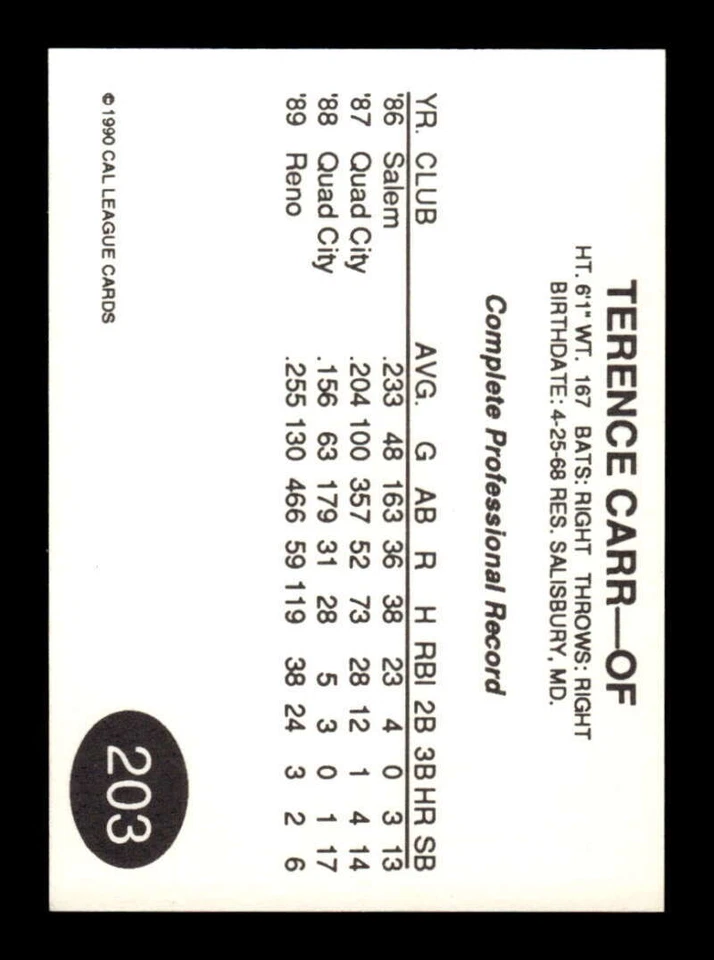 TERENCE CARR—OF
HT. 6'1" WT. 167 BATS: RIGHT THROWS: RIGHT
BIRTHDATE: 4-25-68 RES. SALISBURY, MD.
Complete Professional Record
YR. CLUB AVG. G AB R H RBI 2B 3B HR SB
'86 Salem .233 48 163 36 38 23 4 0 3 13
'87 Quad City .204 100 357 52 73 28 12 1 4 14
'88 Quad City .156 63 179 31 28 5 3 0 1 17
'89 Reno .255 130 466 59 119 38 24 3 2 6
© 1990 CAL LEAGUE CARDS
203